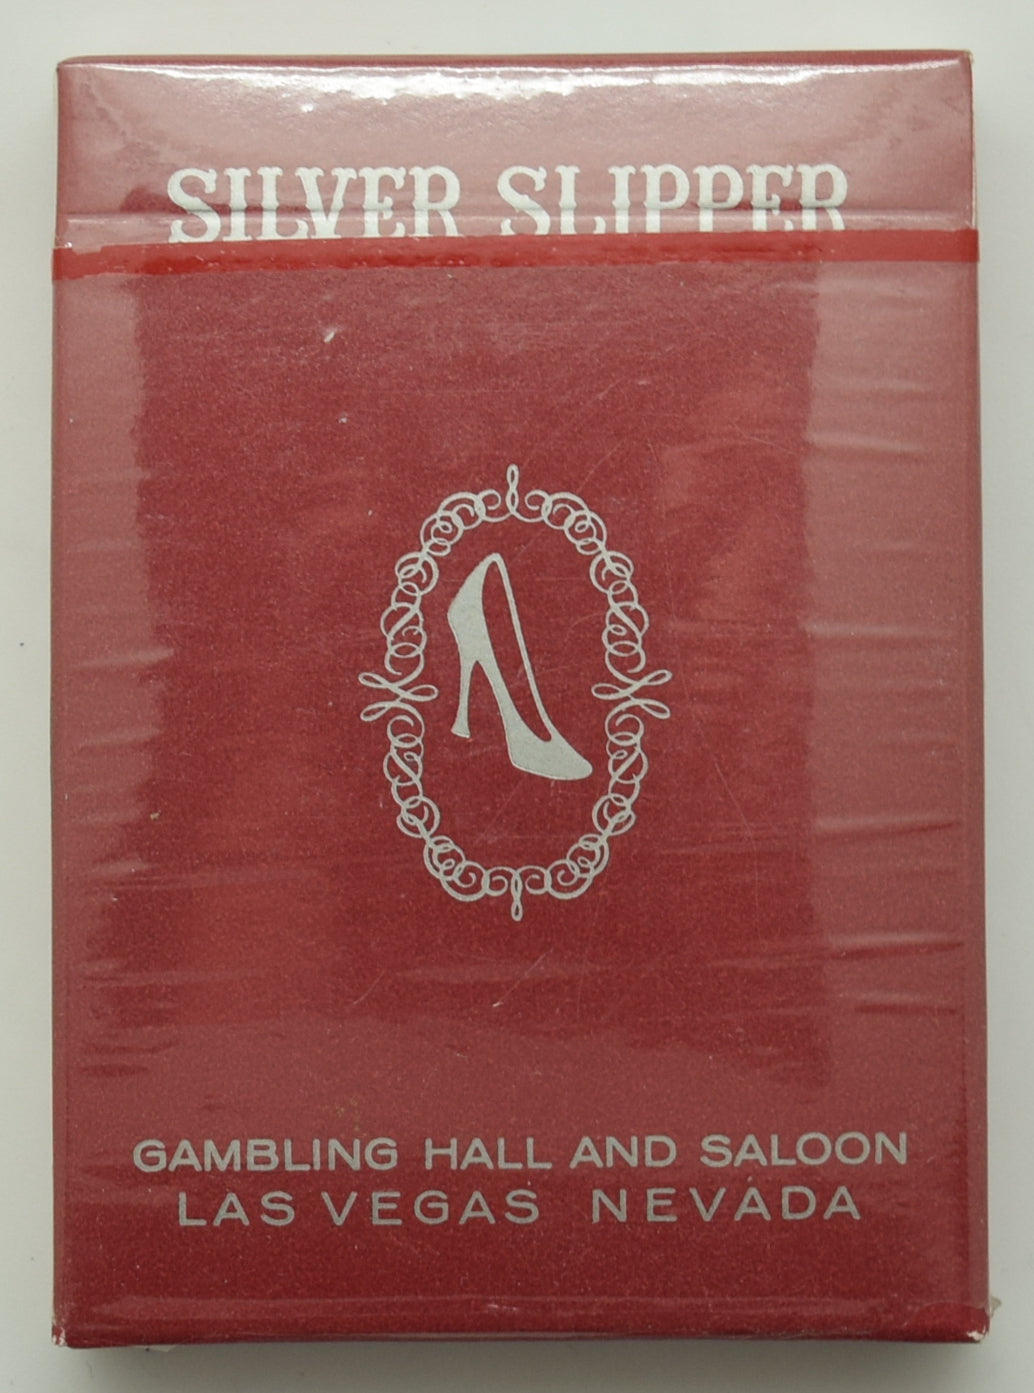 SILVER SLIPPER
GAMBLING HALL AND SALOON
LAS VEGAS NEVADA